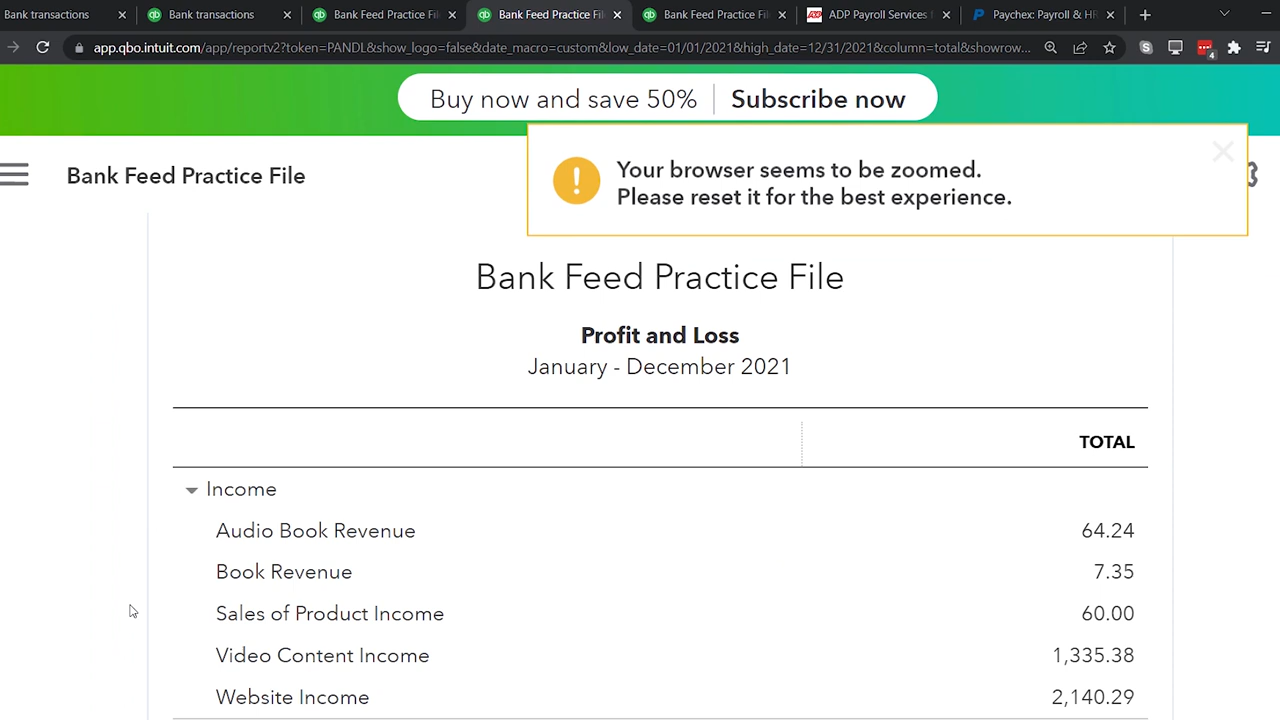 Bank transactions
Bank transactions
Bank Feed Practice Fil
Bank Feed Practice Fil
Bank Feed Practice Fil
ADP Payroll Services
Paychex: Payroll & HR
app.qbo.intuit.com/app/reportv2?token=PANDL&show_logo=false&date_macro=custom&low_date=01/01/2021&high_date=12/31/2021&column=total&showrow...
4
Buy now and save 50%
Subscribe now
Bank Feed Practice File
Your browser seems to be zoomed.
Please reset it for the best experience.
Bank Feed Practice File
Profit and Loss
January - December 2021
TOTAL
Income
Audio Book Revenue 64.24
Book Revenue 7.35
Sales of Product Income 60.00
Video Content Income 1,335.38
Website Income 2,140.29